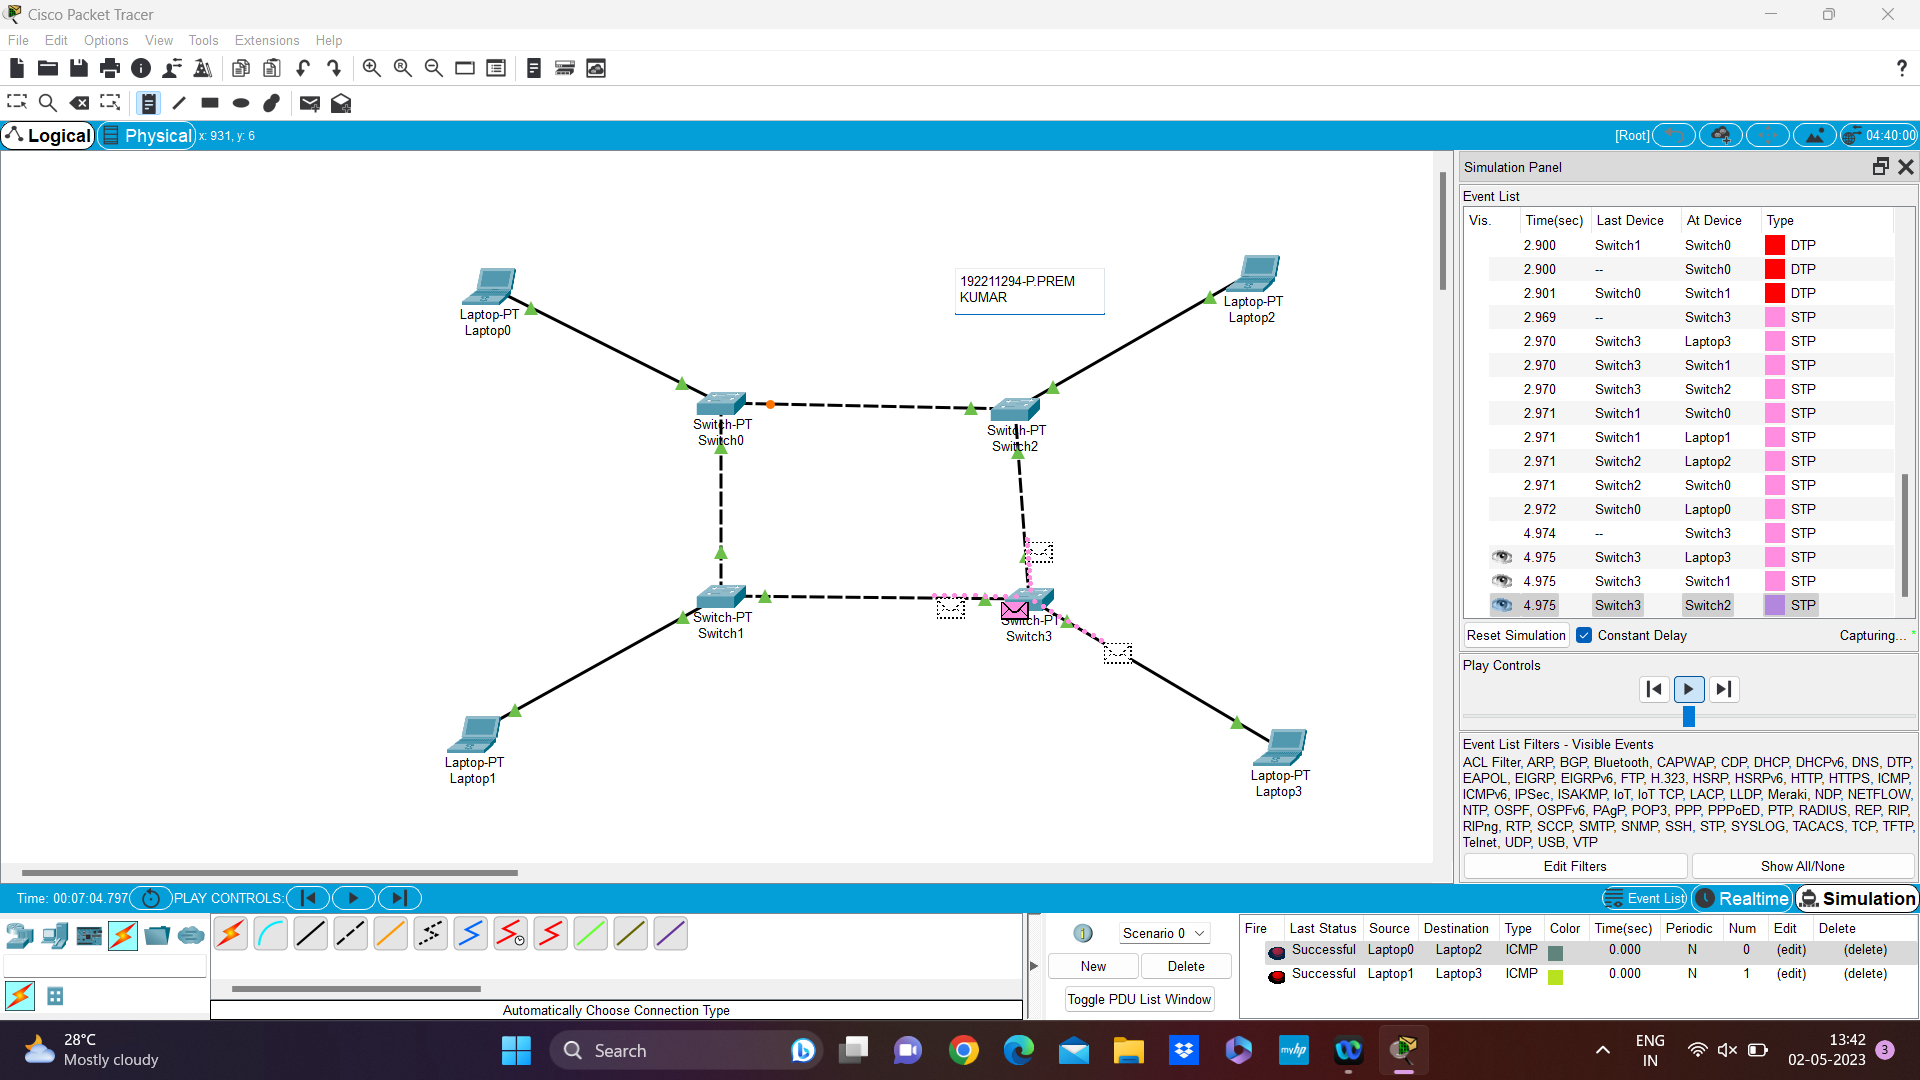 Cisco Packet Tracer
File Edit Options View Tools Extensions Help
Logical Physical x: 931, y: 6 [Root] 04:40:00
Simulation Panel
Event List
Vis. Time(sec) Last Device At Device Type
2.900 Switch1 Switch0 DTP
2.900 -- Switch0 DTP
2.901 Switch0 Switch1 DTP
2.969 -- Switch3 STP
2.970 Switch3 Laptop3 STP
2.970 Switch3 Switch1 STP
2.970 Switch3 Switch2 STP
2.971 Switch1 Switch0 STP
2.971 Switch1 Laptop1 STP
2.971 Switch2 Laptop2 STP
2.971 Switch2 Switch0 STP
2.972 Switch0 Laptop0 STP
4.974 -- Switch3 STP
4.975 Switch3 Laptop3 STP
4.975 Switch3 Switch1 STP
4.975 Switch3 Switch2 STP
Reset Simulation Constant Delay Capturing...
Play Controls
Event List Filters - Visible Events
ACL Filter, ARP, BGP, Bluetooth, CAPWAP, CDP, DHCP, DHCPv6, DNS, DTP,
EAPOL, EIGRP, EIGRPv6, FTP, H.323, HSRP, HSRPv6, HTTP, HTTPS, ICMP,
ICMPv6, IPSec, ISAKMP, IoT, IoT TCP, LACP, LLDP, Meraki, NDP, NETFLOW,
NTP, OSPF, OSPFv6, PAgP, POP3, PPP, PPPoED, PTP, RADIUS, REP, RIP,
RIPng, RTP, SCCP, SMTP, SNMP, SSH, STP, SYSLOG, TACACS, TCP, TFTP,
Telnet, UDP, USB, VTP
Edit Filters Show All/None
192211294-P.PREM
KUMAR
Laptop-PT
Laptop0
Laptop-PT
Laptop2
Switch-PT
Switch0
Switch-PT
Switch2
Switch-PT
Switch1
Switch-PT
Switch3
Laptop-PT
Laptop1
Laptop-PT
Laptop3
Time: 00:07:04.797 PLAY CONTROLS: Event List Realtime Simulation
Automatically Choose Connection Type
Scenario 0
New Delete
Toggle PDU List Window
Fire Last Status Source Destination Type Color Time(sec) Periodic Num Edit Delete
Successful Laptop0 Laptop2 ICMP 0.000 N 0 (edit) (delete)
Successful Laptop1 Laptop3 ICMP 0.000 N 1 (edit) (delete)
28°C
Mostly cloudy
Search
myhp
ENG
IN
13:42
02-05-2023
3